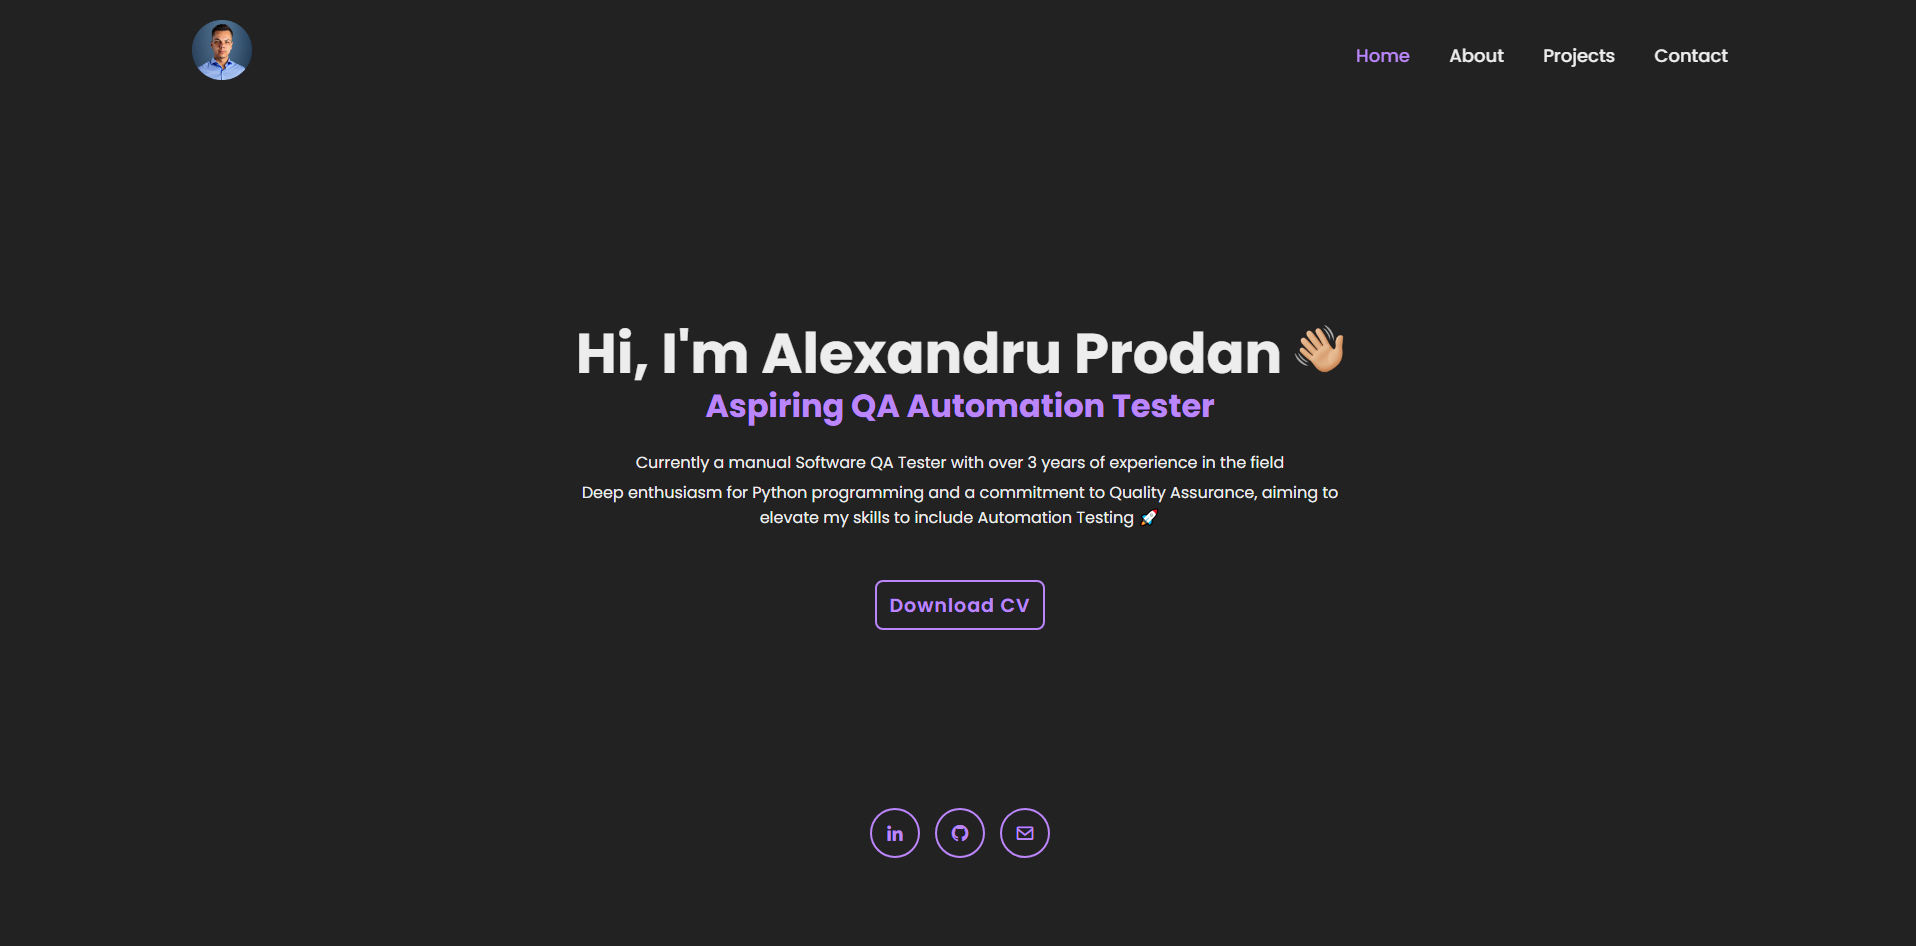 Home About Projects Contact
Hi, I'm Alexandru Prodan 👋🏼
Aspiring QA Automation Tester
Currently a manual Software QA Tester with over 3 years of experience in the field
Deep enthusiasm for Python programming and a commitment to Quality Assurance, aiming to
elevate my skills to include Automation Testing 🚀
Download CV
in